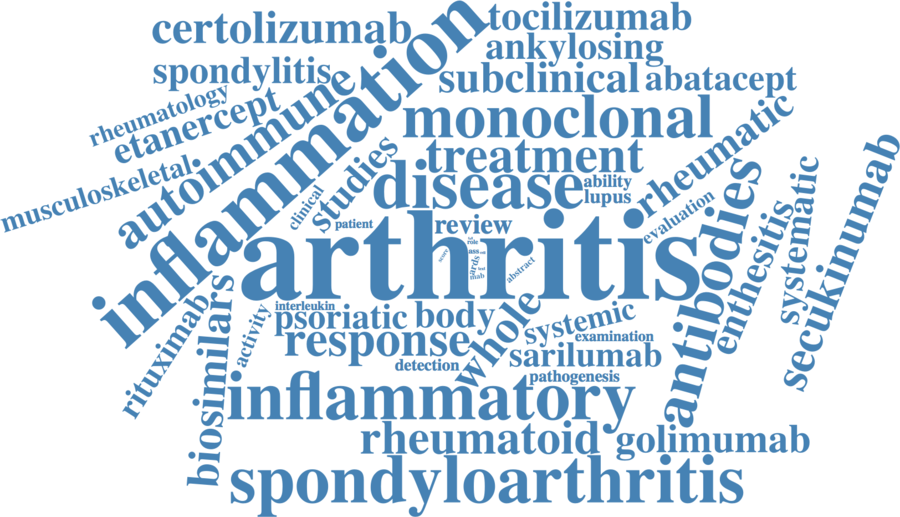 certolizumab
tocilizumab
ankylosing
spondylitis
subclinical
abatacept
rheumatology
etanercept
autoimmune
inflammation
monoclonal
musculoskeletal
studies
treatment
rheumatic
clinical
disease
ability
lupus
patient
review
evaluation
arthritis
role
abstract
antibodies
enthesitis
systematic
secukinumab
rituximab
biosimilars
activity
interleukin
psoriatic
body
whole
systemic
examination
response
sarilumab
detection
pathogenesis
inflammatory
rheumatoid
golimumab
spondyloarthritis